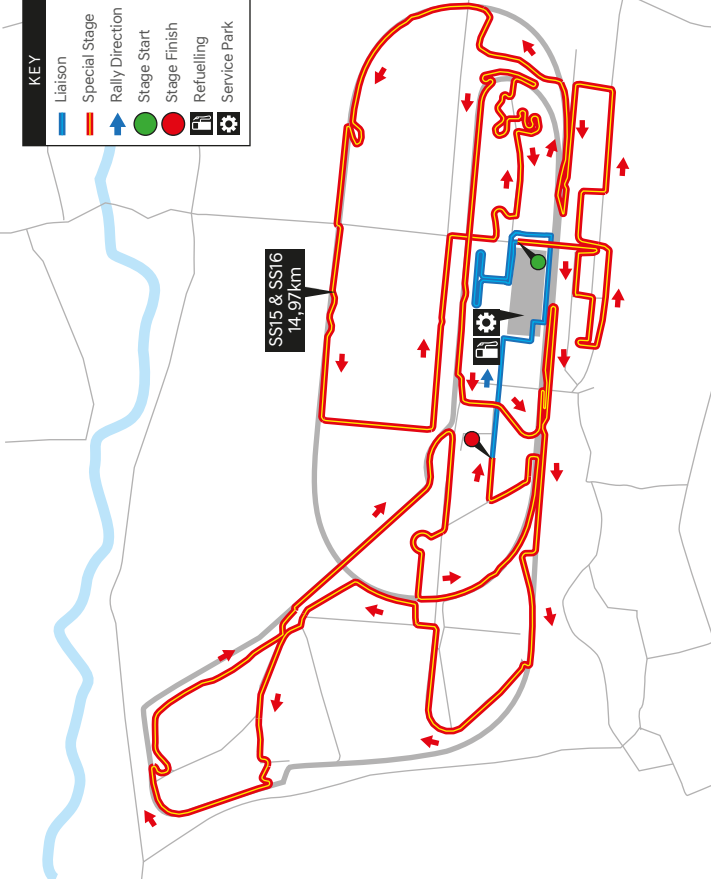 KEY
Liaison
Special Stage
Rally Direction
Stage Start
Stage Finish
Refuelling
Service Park
SS15 & SS16
14,97km